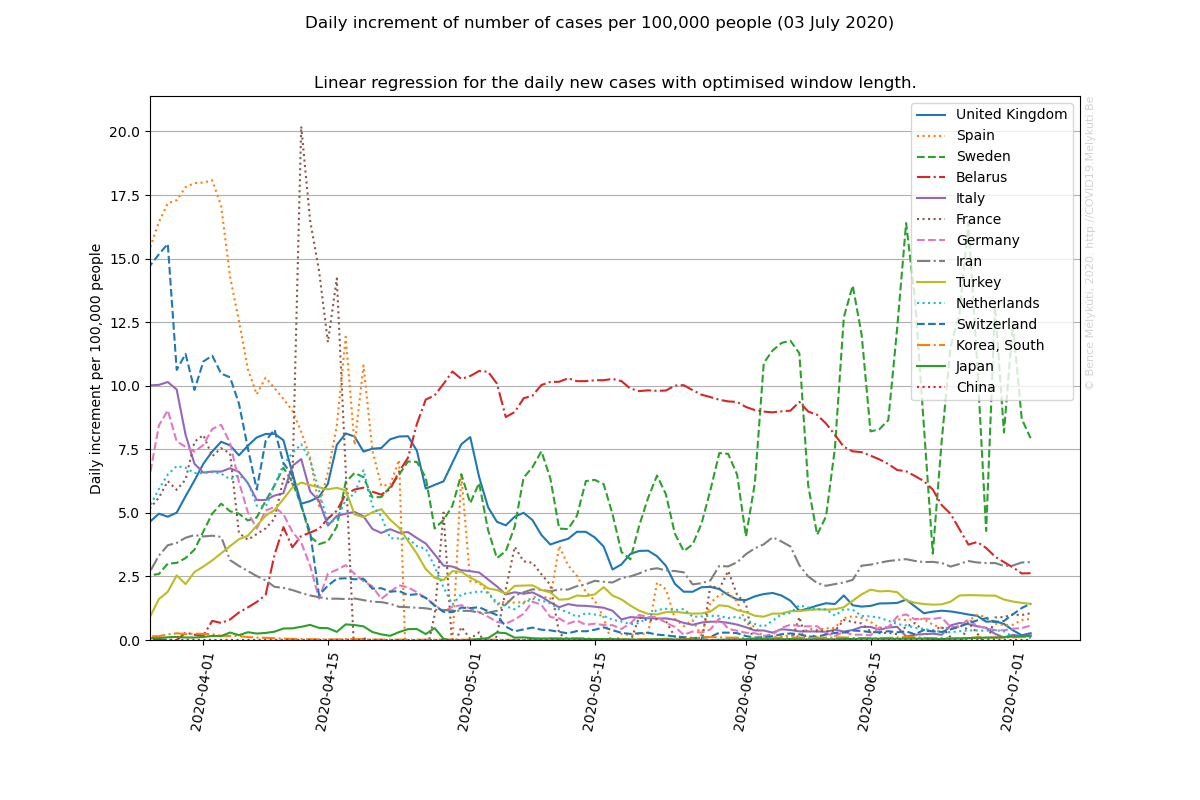 Daily increment of number of cases per 100,000 people (03 July 2020)
Linear regression for the daily new cases with optimised window length.
Daily increment per 100,000 people
20.0
17.5
15.0
12.5
10.0
7.5
5.0
2.5
0.0
United Kingdom
Spain
Sweden
Belarus
Italy
France
Germany
Iran
Turkey
Netherlands
Switzerland
Korea, South
Japan
China
© Bence Mélykúti, 2020. http://COVID19.Melykuti.Be
2020-04-01
2020-04-15
2020-05-01
2020-05-15
2020-06-01
2020-06-15
2020-07-01